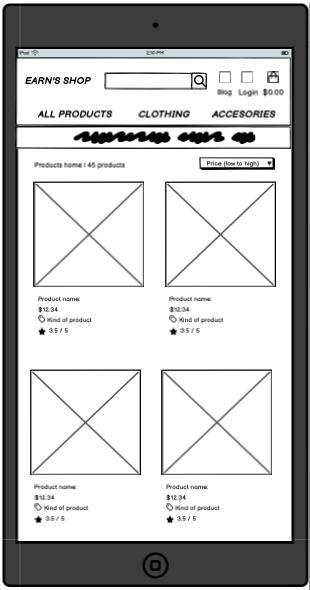 iPad 2:10 PM
EARN'S SHOP
Blog Login $0.00
ALL PRODUCTS CLOTHING ACCESORIES
Products home | 45 products Price (low to high)
Product name: Product name:
$12.34 $12.34
Kind of product Kind of product
3.5 / 5 3.5 / 5
Product name: Product name:
$12.34 $12.34
Kind of product Kind of product
3.5 / 5 3.5 / 5